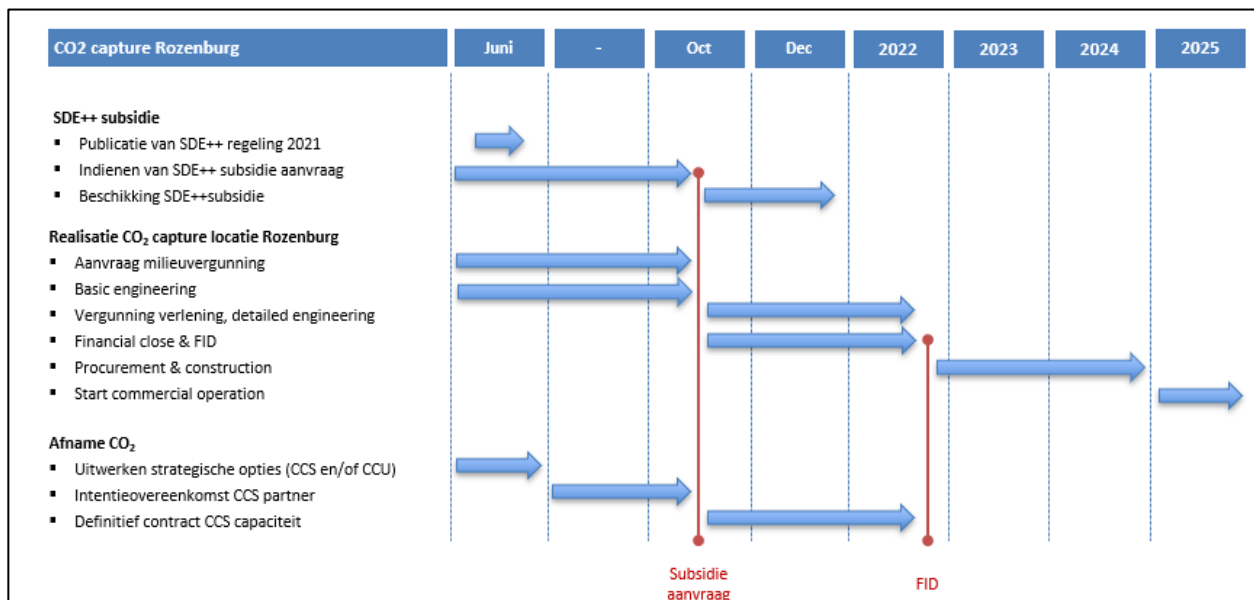 CO2 capture Rozenburg Juni - Oct Dec 2022 2023 2024 2025
SDE++ subsidie
▪ Publicatie van SDE++ regeling 2021
▪ Indienen van SDE++ subsidie aanvraag
▪ Beschikking SDE++subsidie
Realisatie CO₂ capture locatie Rozenburg
▪ Aanvraag milieuvergunning
▪ Basic engineering
▪ Vergunning verlening, detailed engineering
▪ Financial close & FID
▪ Procurement & construction
▪ Start commercial operation
Afname CO₂
▪ Uitwerken strategische opties (CCS en/of CCU)
▪ Intentieovereenkomst CCS partner
▪ Definitief contract CCS capaciteit
Subsidie
aanvraag
FID